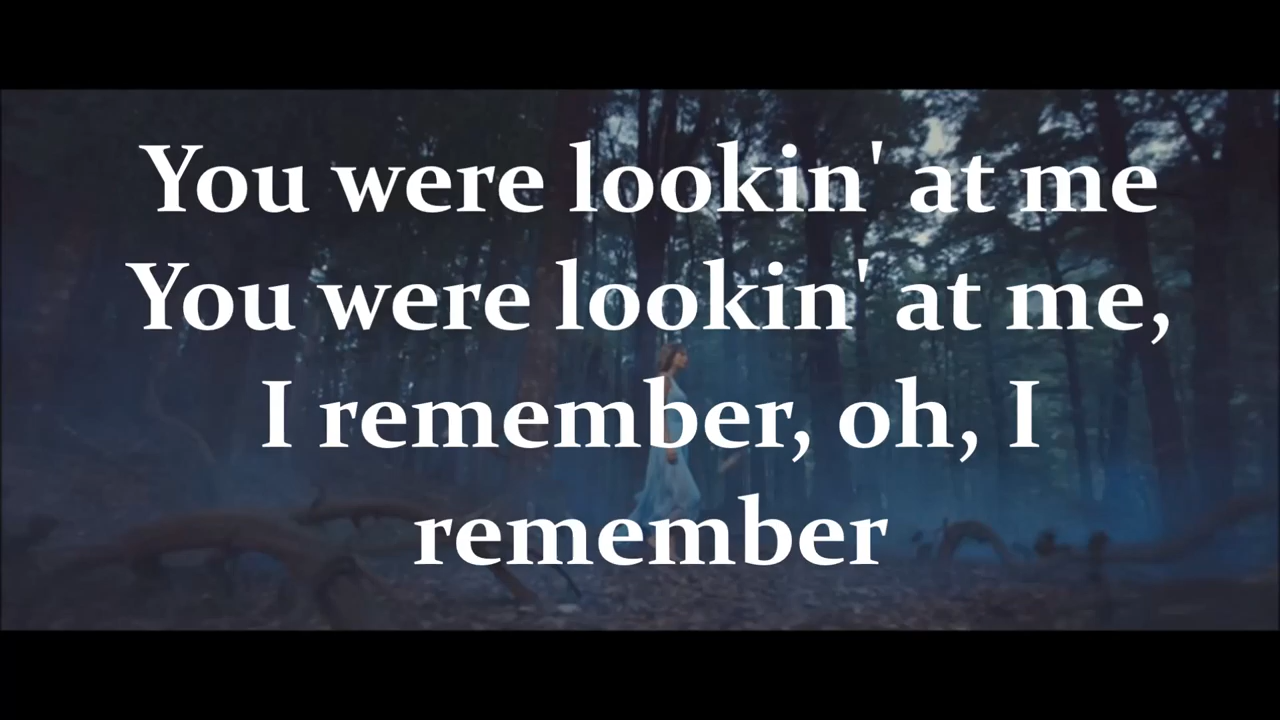 You were lookin' at me
You were lookin' at me,
I remember, oh, I
remember